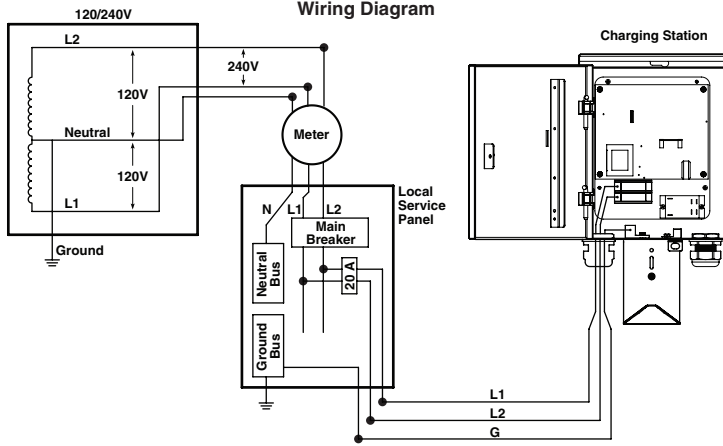 Wiring Diagram
120/240V
L2
240V
120V
Neutral
120V
L1
Ground
Meter
Charging Station
Local
Service
Panel
N
L1
L2
Main
Breaker
Neutral
Bus
20 A
Ground
Bus
L1
L2
G